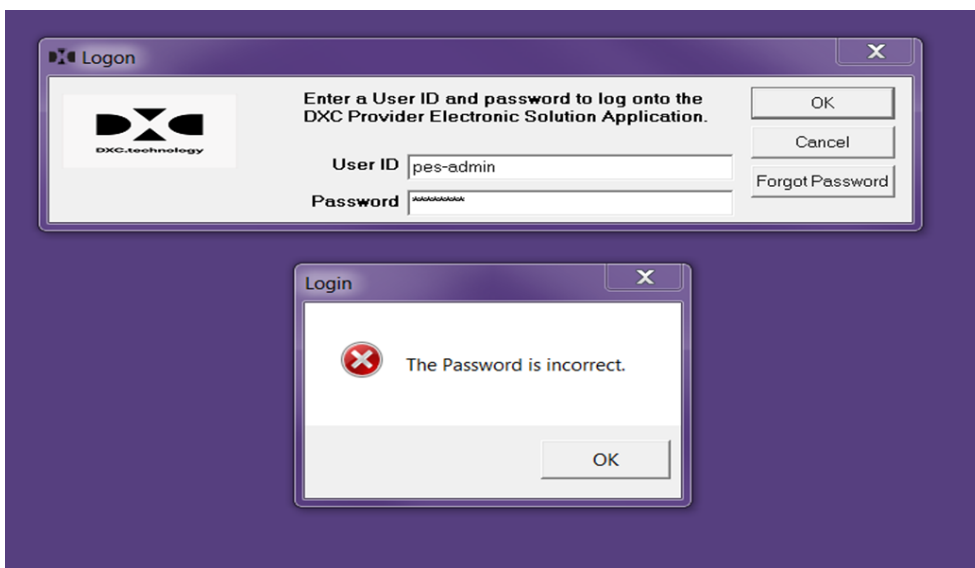 DXC Logon
X
DXC.technology
Enter a User ID and password to log onto the
DXC Provider Electronic Solution Application.
User ID pes-admin
Password ********
OK
Cancel
Forgot Password
Login
X
The Password is incorrect.
OK